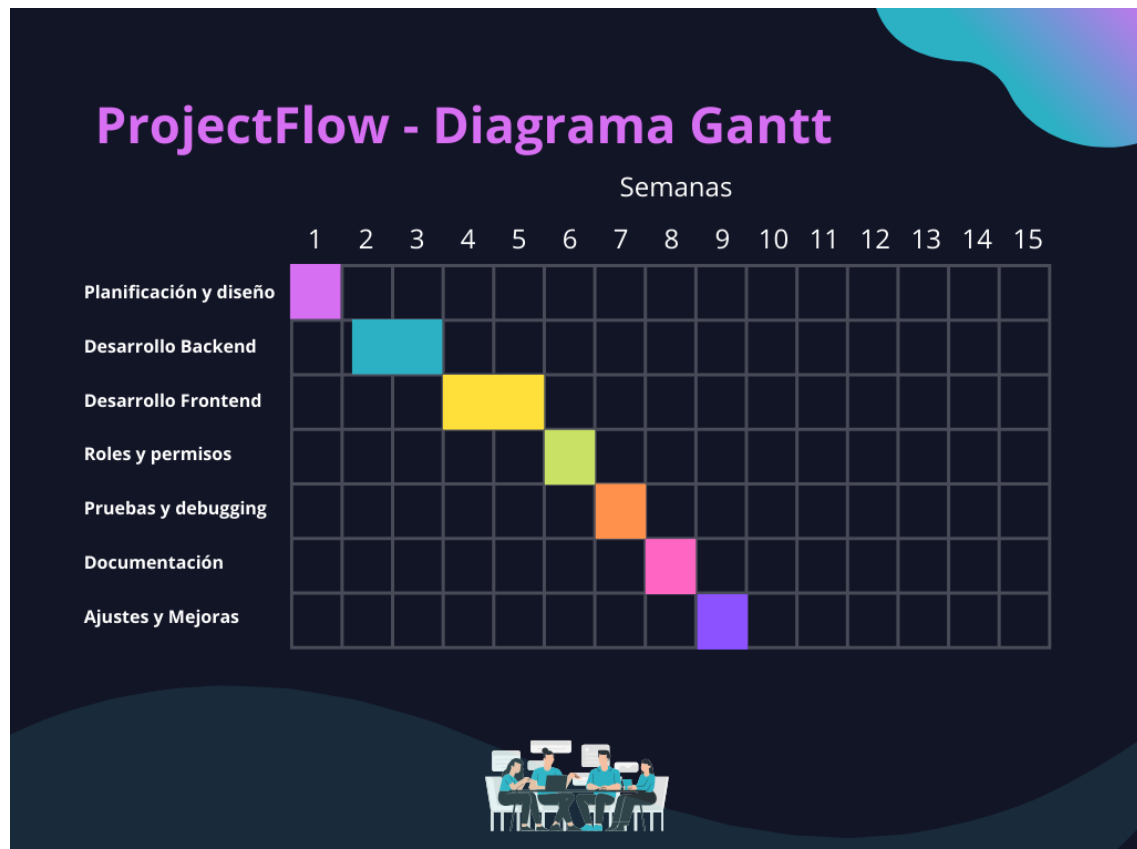 ProjectFlow - Diagrama Gantt
Semanas
1 2 3 4 5 6 7 8 9 10 11 12 13 14 15
Planificación y diseño
Desarrollo Backend
Desarrollo Frontend
Roles y permisos
Pruebas y debugging
Documentación
Ajustes y Mejoras